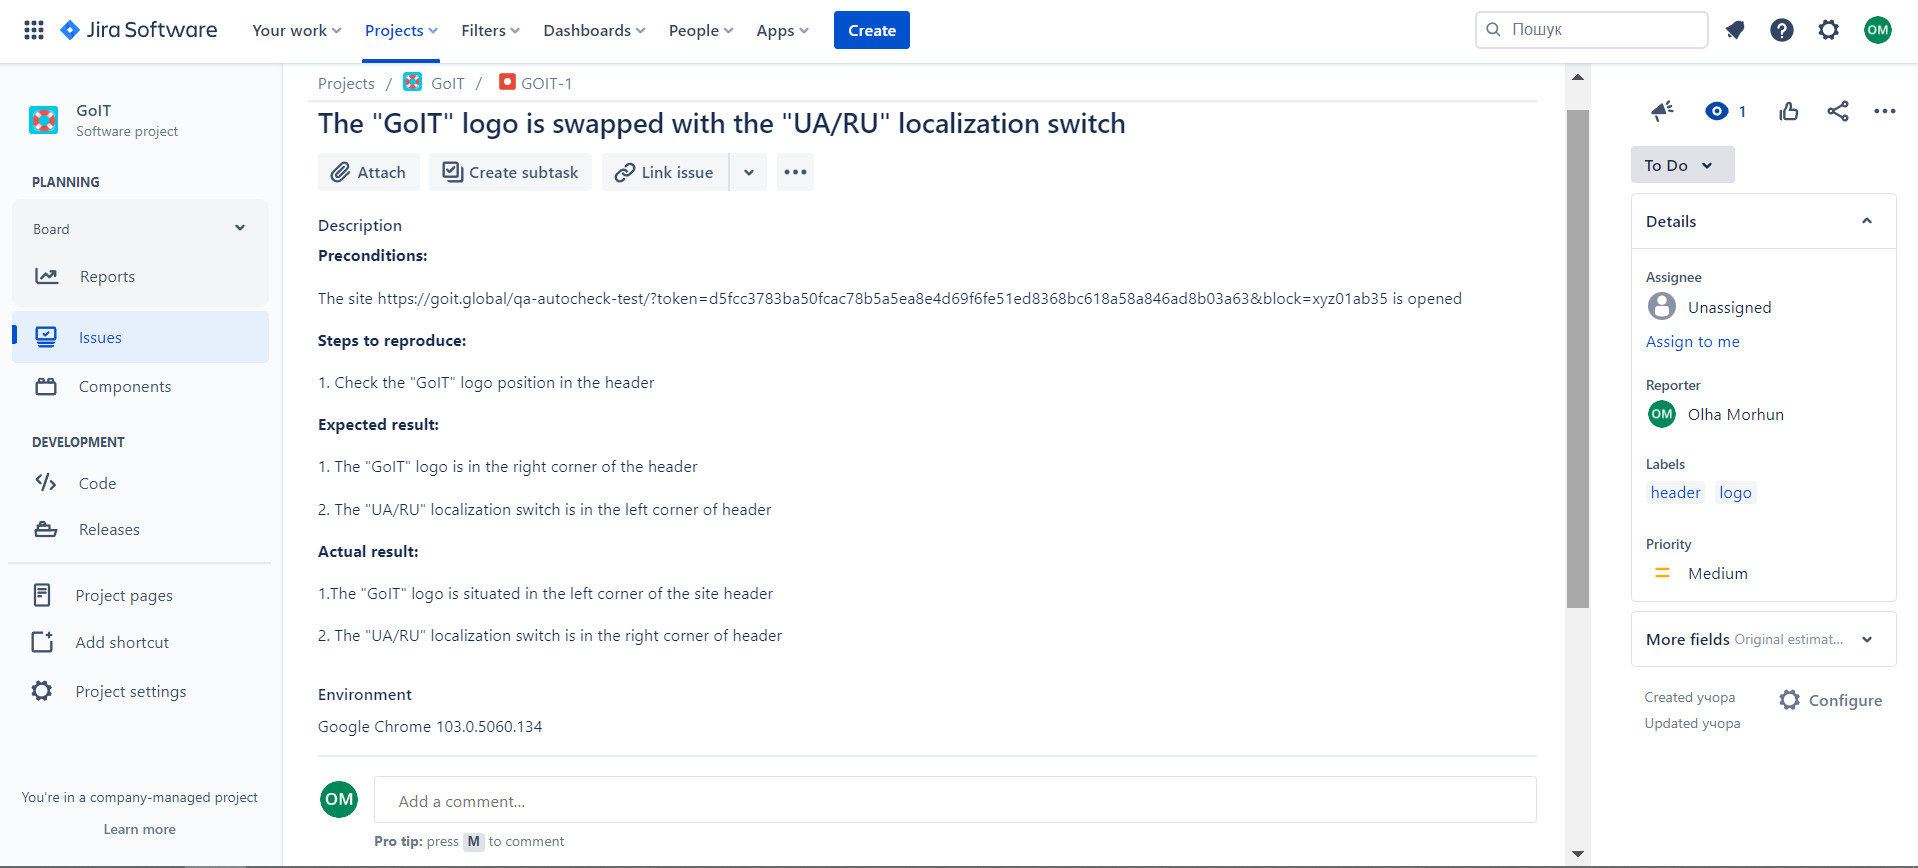 Jira Software
Your work
Projects
Filters
Dashboards
People
Apps
Create
Пошук
OM
GoIT
Software project
PLANNING
Board
Reports
Issues
Components
DEVELOPMENT
Code
Releases
Project pages
Add shortcut
Project settings
You're in a company-managed project
Learn more
Projects / GoIT / GOIT-1
The "GoIT" logo is swapped with the "UA/RU" localization switch
Attach
Create subtask
Link issue
Description
Preconditions:
The site https://goit.global/qa-autocheck-test/?token=d5fcc3783ba50fcac78b5a5ea8e4d69f6fe51ed8368bc618a58a846ad8b03a63&block=xyz01ab35 is opened
Steps to reproduce:
1. Check the "GoIT" logo position in the header
Expected result:
1. The "GoIT" logo is in the right corner of the header
2. The "UA/RU" localization switch is in the left corner of header
Actual result:
1.The "GoIT" logo is situated in the left corner of the site header
2. The "UA/RU" localization switch is in the right corner of header
Environment
Google Chrome 103.0.5060.134
OM
Add a comment...
Pro tip: press M to comment
1
To Do
Details
Assignee
Unassigned
Assign to me
Reporter
OM Olha Morhun
Labels
header logo
Priority
Medium
More fields Original estimat...
Created учора
Updated учора
Configure